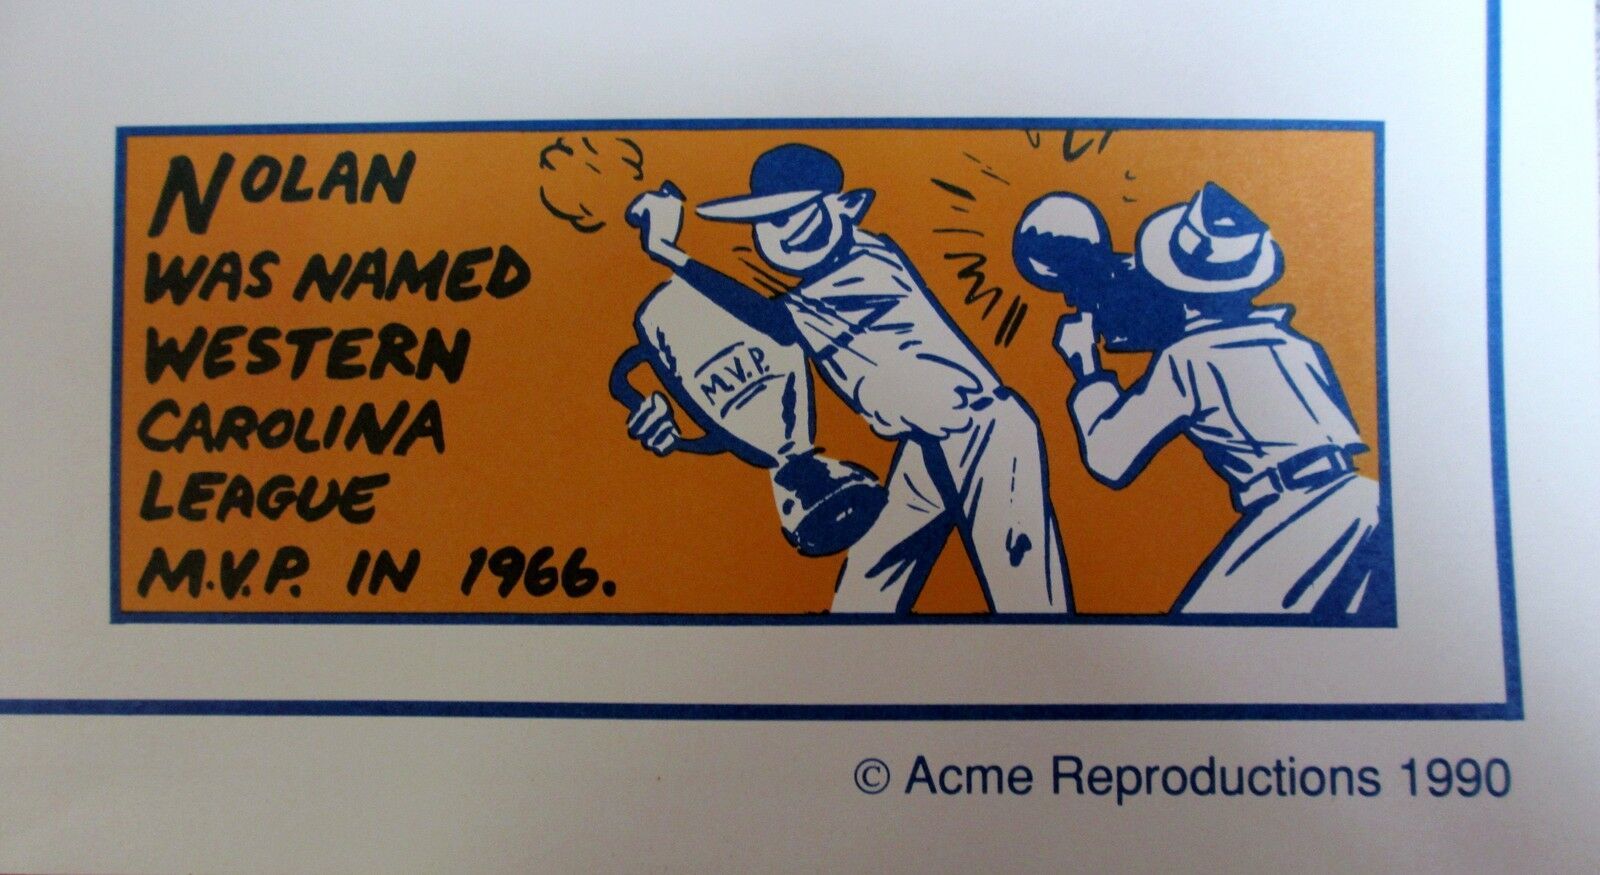 NOLAN
WAS NAMED
WESTERN
CAROLINA
LEAGUE
M.V.P. IN 1966.
M.V.P.
© Acme Reproductions 1990